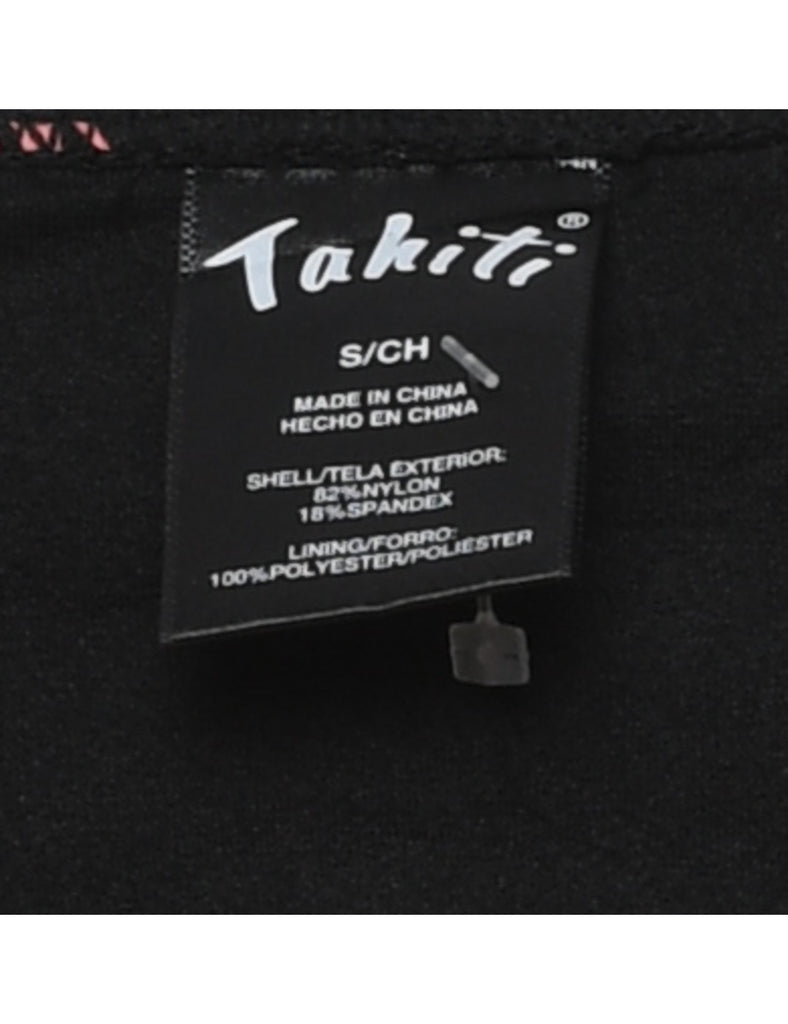 Tahiti®
S/CH
MADE IN CHINA
HECHO EN CHINA
SHELL/TELA EXTERIOR:
82%NYLON
18%SPANDEX
LINING/FORRO:
100%POLYESTER/POLIÉSTER